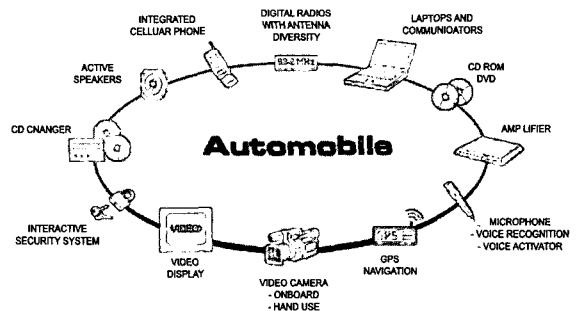 INTEGRATED
CELLUAR PHONE
DIGITAL RADIOS
WITH ANTENNA
DIVERSITY
LAPTOPS AND
COMMUNIOATORS
ACTIVE
SPEAKERS
93-2 MHz
CD ROM
DVD
CD CNANGER
Automobile
AMP LIFIER
INTERACTIVE
SECURITY SYSTEM
VIDEO
VIDEO
DISPLAY
VIDEO CAMERA
- ONBOARD
- HAND USE
GPS
NAVIGATION
MICROPHONE
- VOICE RECOGNITION
- VOICE ACTIVATOR